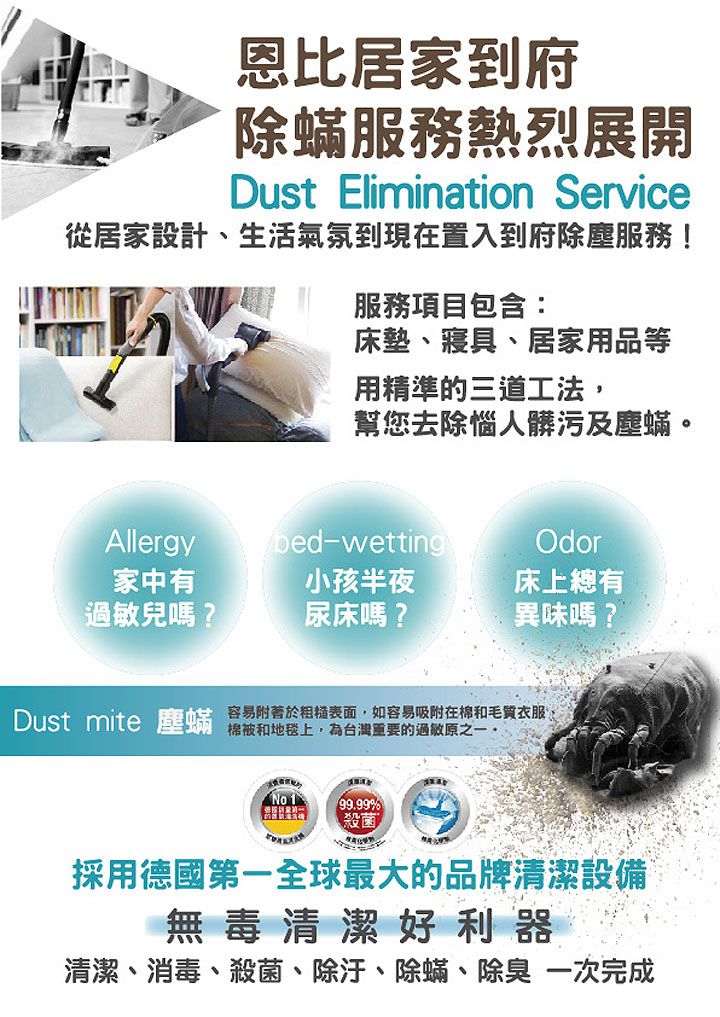 恩比居家到府
除蟎服務熱烈展開
Dust Elimination Service
從居家設計、生活氣氛到現在置入到府除塵服務！
服務項目包含：
床墊、寢具、居家用品等
用精準的三道工法，
幫您去除惱人髒污及塵蟎。
Allergy
家中有
過敏兒嗎？
bed-wetting
小孩半夜
尿床嗎？
Odor
床上總有
異味嗎？
Dust mite 塵蟎
容易附著於粗糙表面，如容易吸附在棉和毛質衣服、
棉被和地毯上，為台灣重要的過敏原之一。
No 1
德國銷量第一
99.99%
殺菌
採用德國第一全球最大的品牌清潔設備
無毒清潔好利器
清潔、消毒、殺菌、除汙、除蟎、除臭 一次完成